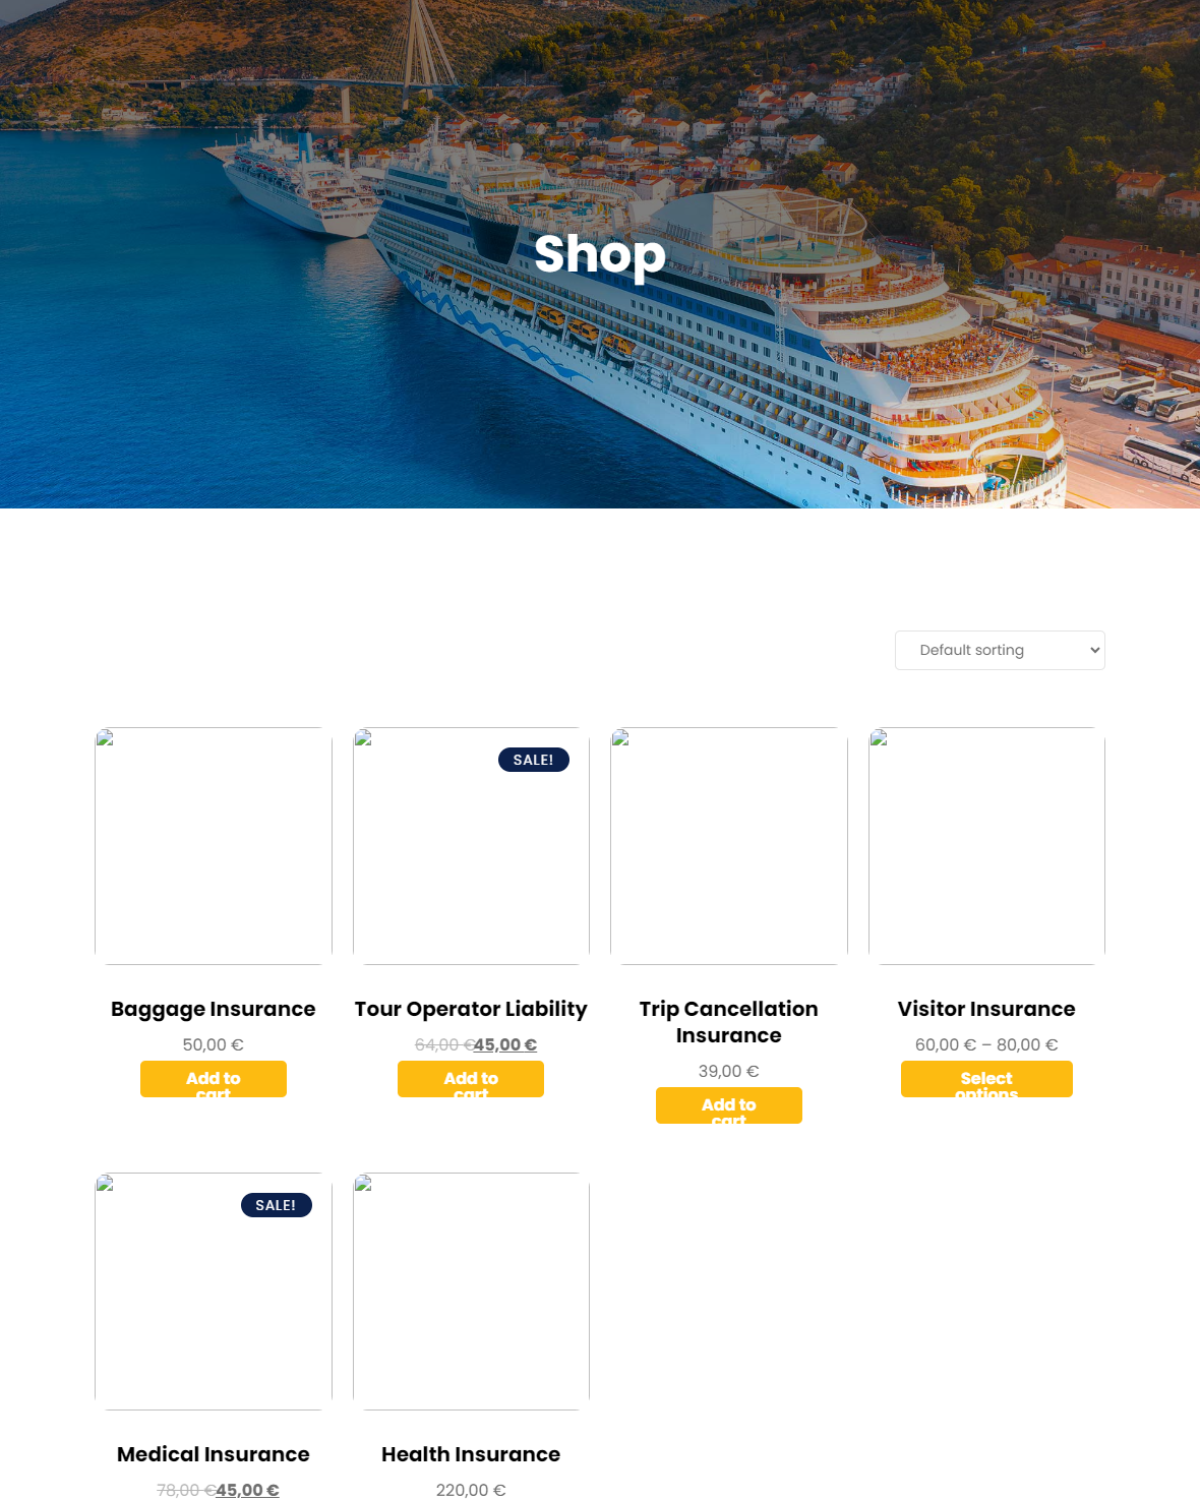 Shop
Default sorting
SALE!
Baggage Insurance
50,00 €
Add to
cart
Tour Operator Liability
64,00 €45,00 €
Add to
cart
Trip Cancellation
Insurance
39,00 €
Add to
cart
Visitor Insurance
60,00 € – 80,00 €
Select
options
SALE!
Medical Insurance
78,00 €45,00 €
Health Insurance
220,00 €